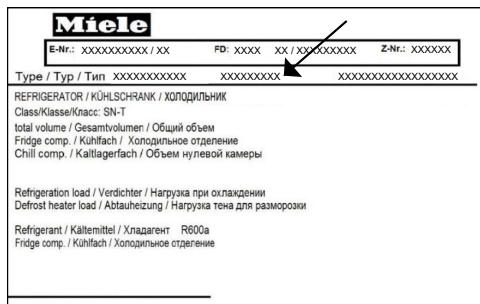 Miele
E-Nr.: XXXXXXXXXX / XX FD: XXXX XX / XXXXXXXXX Z-Nr.: XXXXXX
Type / Typ / Тип XXXXXXXXXXX XXXXXXXXX XXXXXXXXXXXXXXXXXX
REFRIGERATOR / KÜHLSCHRANK / ХОЛОДИЛЬНИК
Class/Klasse/Класс: SN-T
total volume / Gesamtvolumen / Общий объем
Fridge comp. / Kühlfach / Холодильное отделение
Chill comp. / Kaltlagerfach / Объем нулевой камеры
Refrigeration load / Verdichter / Нагрузка при охлаждении
Defrost heater load / Abtauheizung / Нагрузка тена для разморозки
Refrigerant / Kältemittel / Хладагент R600a
Fridge comp. / Kühlfach / Холодильное отделение